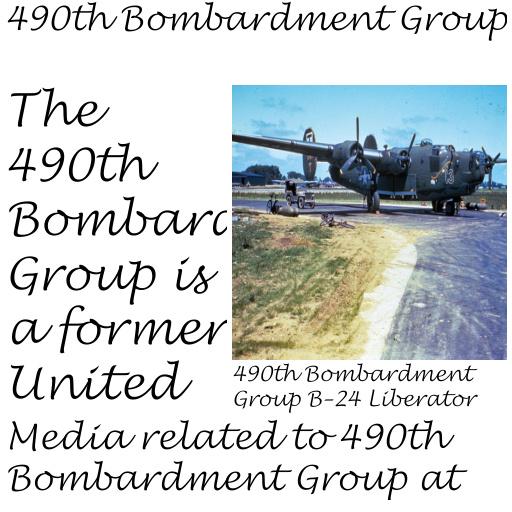 490th Bombardment Group
The
490th
Bombard
Group is
a former
United
490th Bombardment
Group B-24 Liberator
Media related to 490th
Bombardment Group at